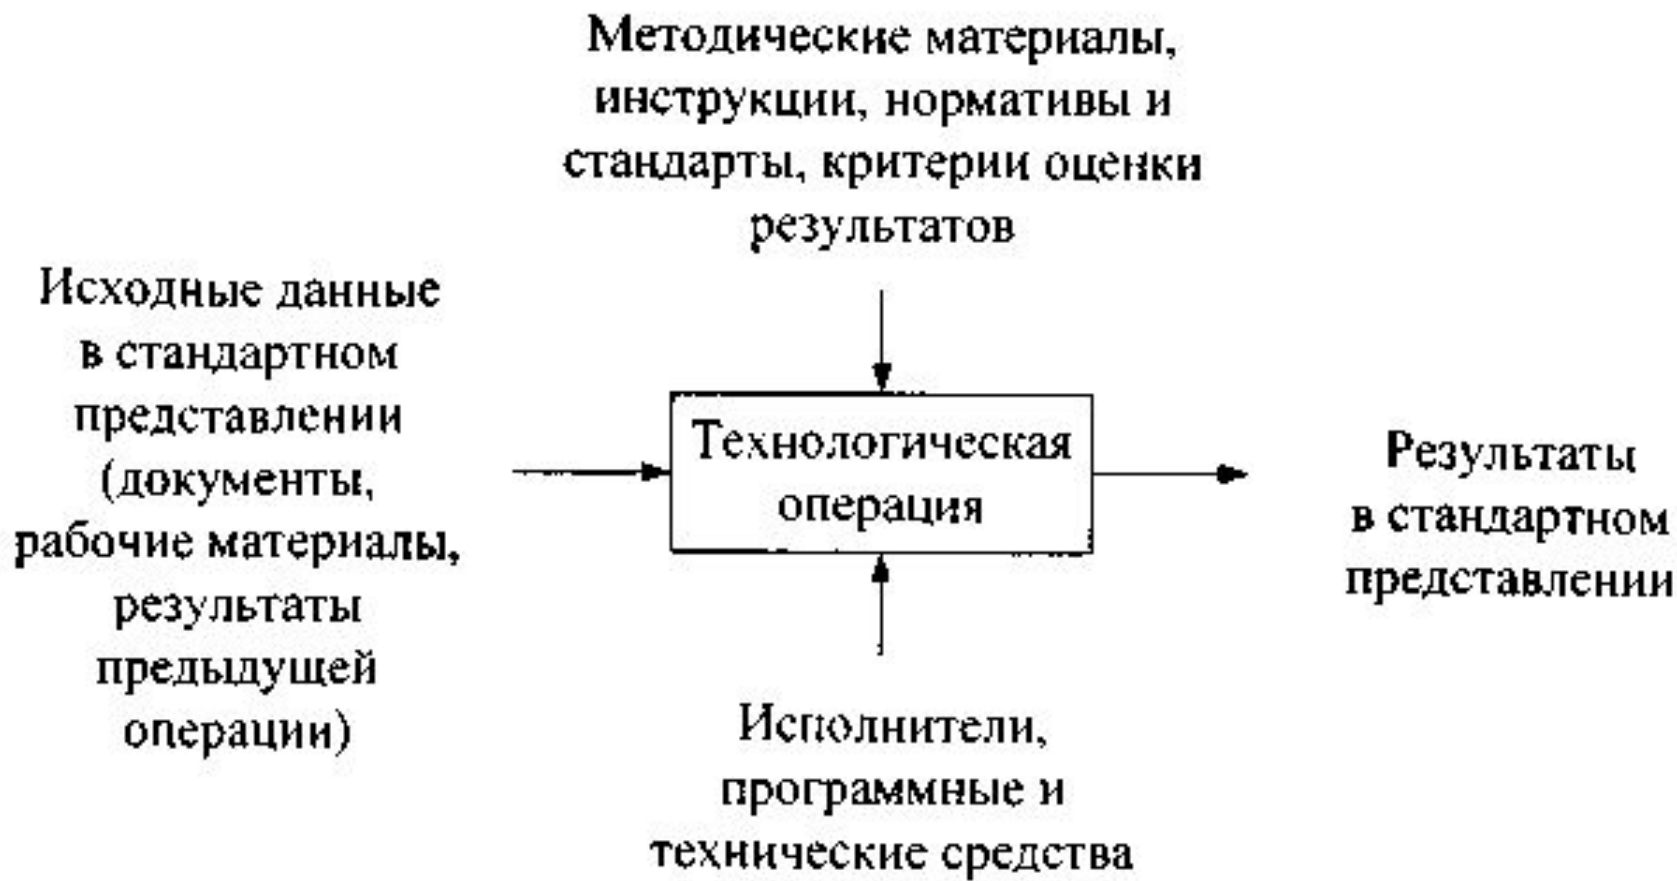 Методические материалы,
инструкции, нормативы и
стандарты, критерии оценки
результатов
Исходные данные
в стандартном
представлении
(документы,
рабочие материалы,
результаты
предыдущей
операции)
Технологическая
операция
Результаты
в стандартном
представлении
Исполнители,
программные и
технические средства